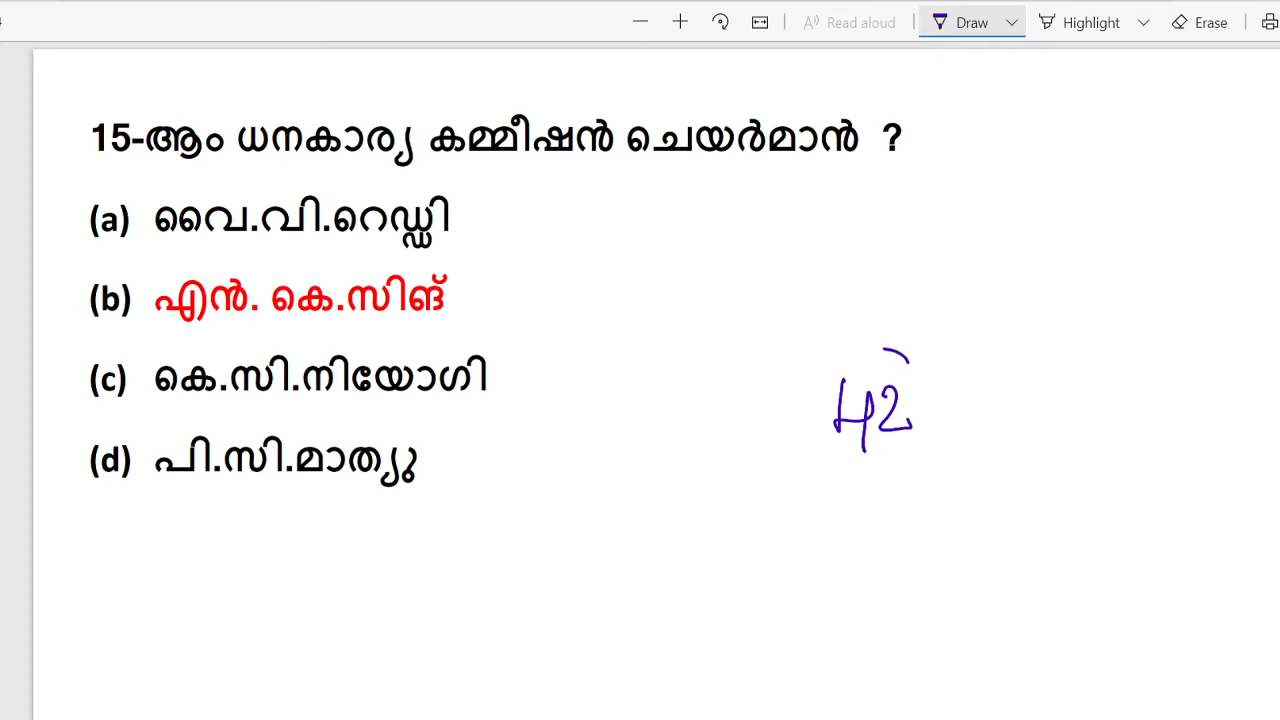 Read aloud Draw Highlight Erase
15-ആം ധനകാര്യ കമ്മീഷൻ ചെയർമാൻ ?
(a) വൈ.വി.റെഡ്ഡി
(b) എൻ. കെ.സിങ്
(c) കെ.സി.നിയോഗി
(d) പി.സി.മാത്യു
42